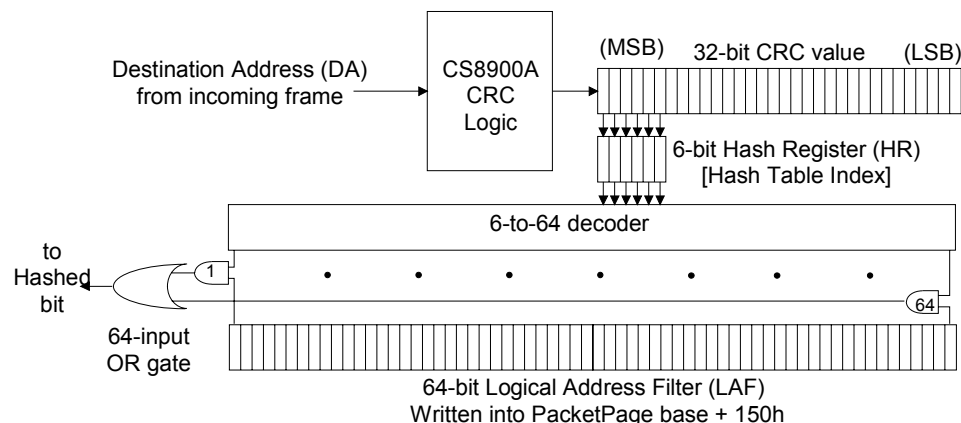 (MSB) 32-bit CRC value (LSB)
Destination Address (DA)
from incoming frame
CS8900A
CRC
Logic
6-bit Hash Register (HR)
[Hash Table Index]
6-to-64 decoder
to
Hashed
bit
1
64
64-input
OR gate
64-bit Logical Address Filter (LAF)
Written into PacketPage base + 150h